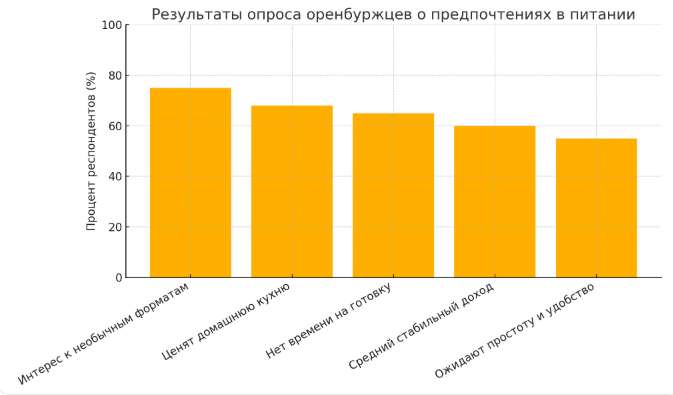 Результаты опроса оренбуржцев о предпочтениях в питании
Процент респондентов (%)
100
80
60
40
20
0
Интерес к необычным форматам
Ценят домашнюю кухню
Нет времени на готовку
Средний стабильный доход
Ожидают простоту и удобство